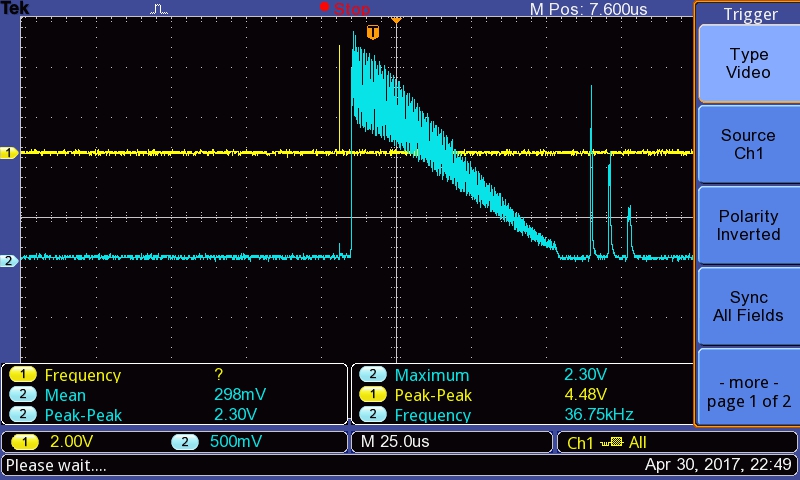 Tek
Stop
M Pos: 7.600us
T
1
2
Trigger
Type
Video
Source
Ch1
Polarity
Inverted
Sync
All Fields
- more -
page 1 of 2
1 Frequency ?
2 Mean 298mV
2 Peak-Peak 2.30V
2 Maximum 2.30V
1 Peak-Peak 4.48V
2 Frequency 36.75kHz
1 2.00V 2 500mV
M 25.0us
Ch1 All
Please wait....
Apr 30, 2017, 22:49